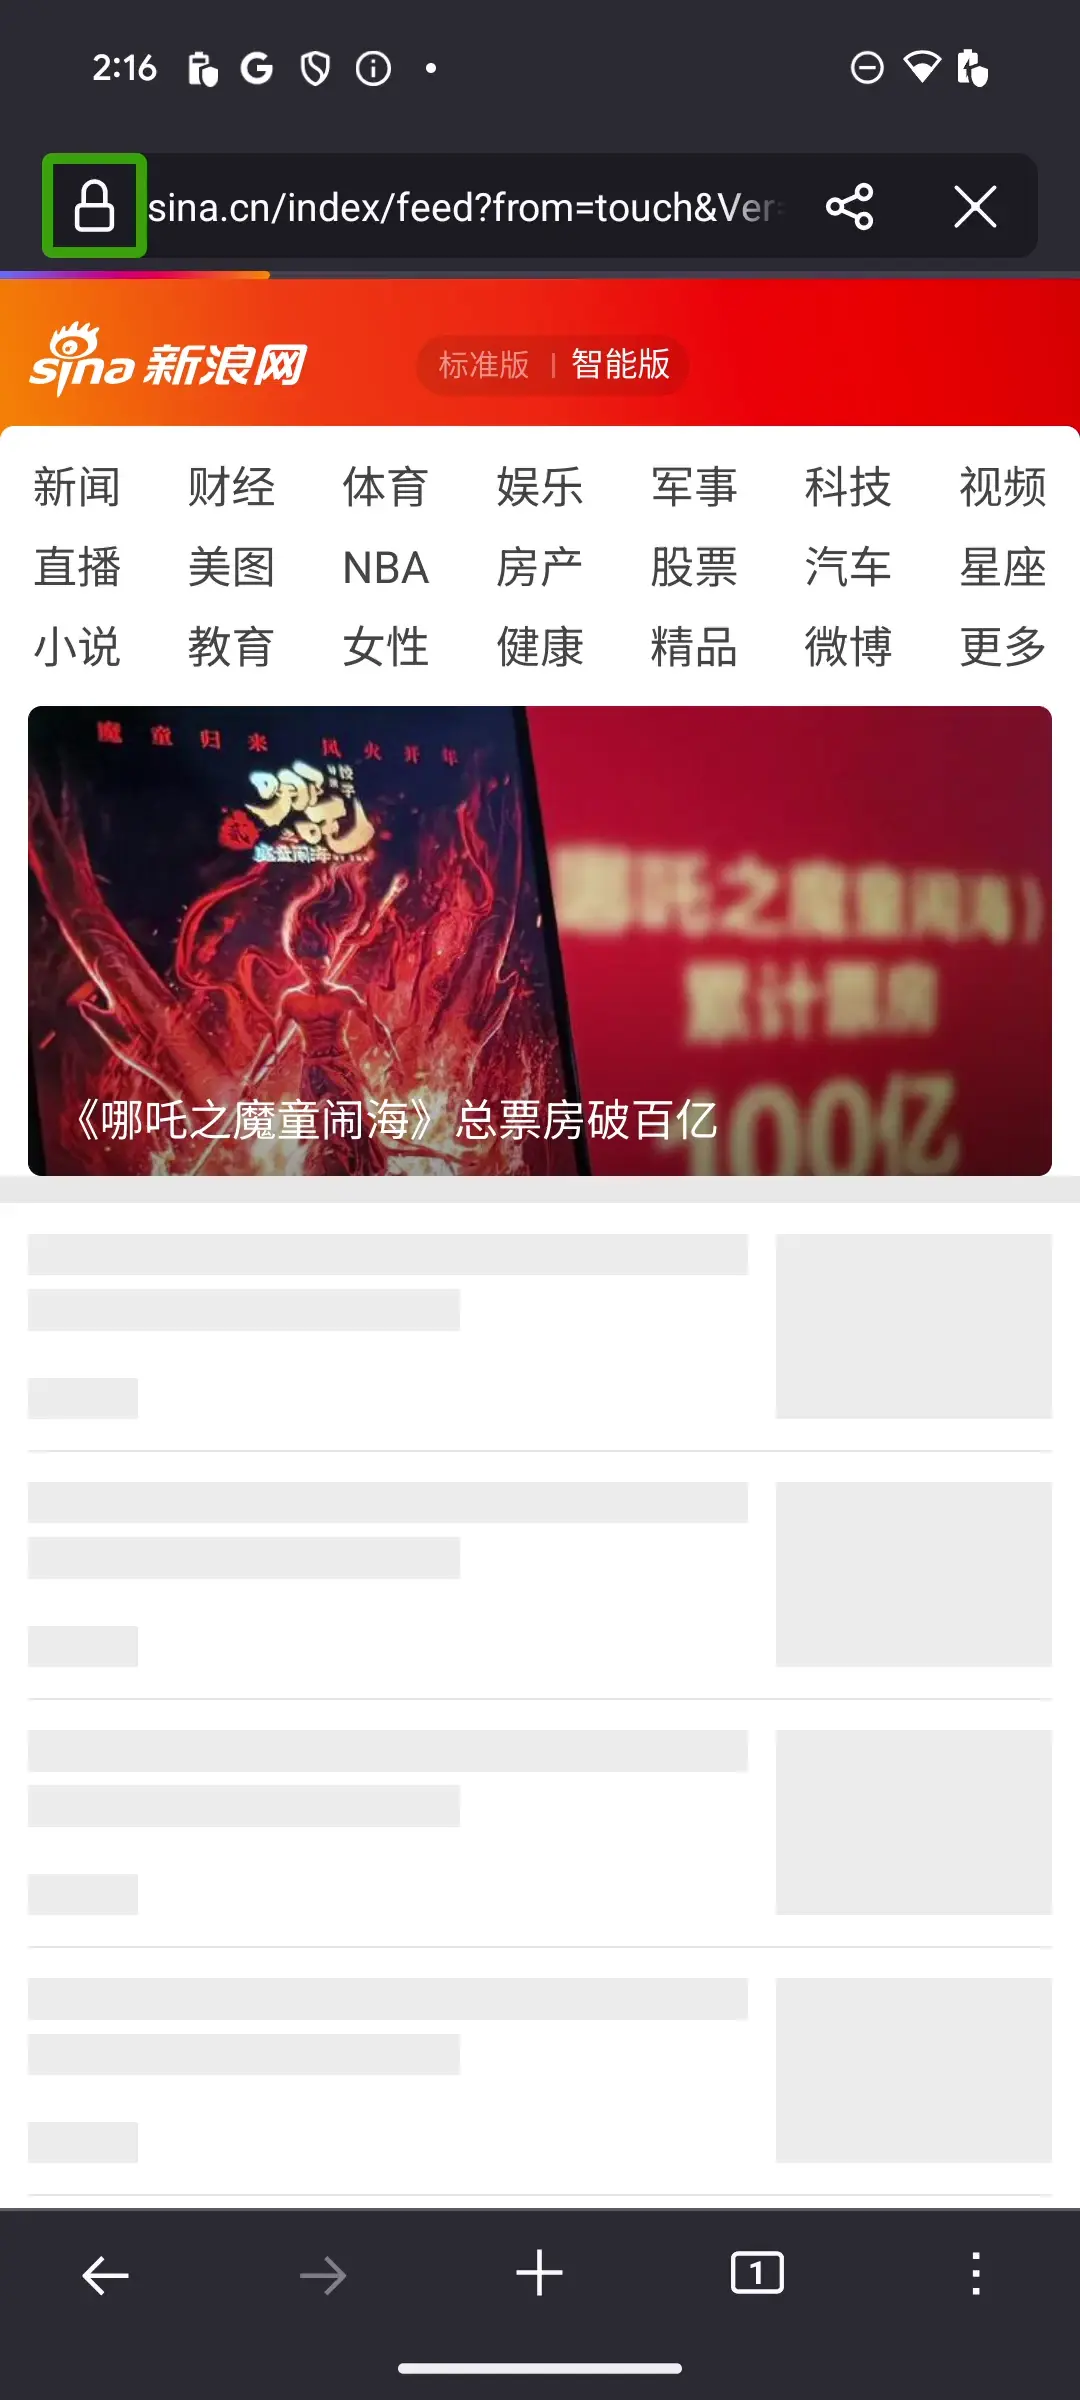 2:16
sina.cn/index/feed?from=touch&Ver=
sina 新浪网
标准版 | 智能版
新闻 财经 体育 娱乐 军事 科技 视频
直播 美图 NBA 房产 股票 汽车 星座
小说 教育 女性 健康 精品 微博 更多
魔童归来 风火开年
哪吒
之魔童闹海
哪吒之魔童闹海》
累计票房
100亿
《哪吒之魔童闹海》总票房破百亿
1